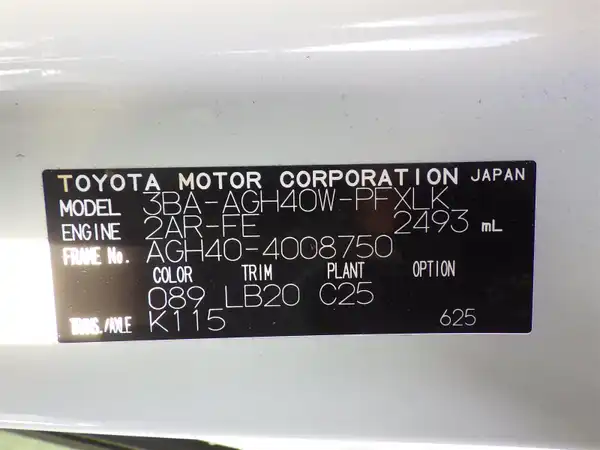 TOYOTA MOTOR CORPORATION JAPAN
MODEL 3BA-AGH40W-PFXLK
ENGINE 2AR-FE 2493 mL
FRAME No. AGH40-4008750
COLOR TRIM PLANT OPTION
089 LB20 C25
TRANS./AXLE K115 625